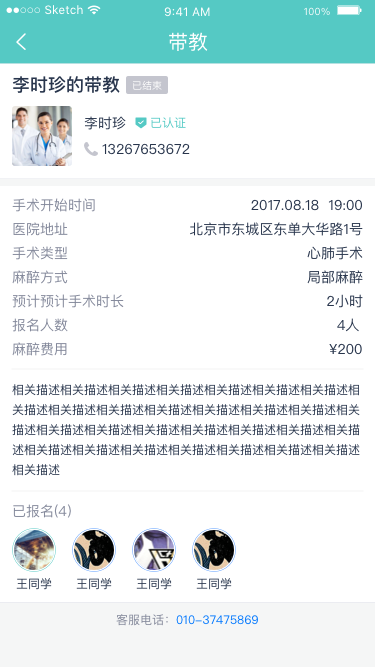 Sketch
9:41 AM
100%
带教
李时珍的带教 已结束
李时珍 已认证
13267653672
手术开始时间 2017.08.18 19:00
医院地址 北京市东城区东单大华路1号
手术类型 心肺手术
麻醉方式 局部麻醉
预计预计手术时长 2小时
报名人数 4人
麻醉费用 ¥200
相关描述相关描述相关描述相关描述相关描述相关描述相关描述相
关描述相关描述相关描述相关描述相关描述相关描述相关描述相关
描述相关描述相关描述相关描述相关描述相关描述相关描述相关描
述相关描述相关描述相关描述相关描述相关描述相关描述相关描述
相关描述
已报名(4)
王同学 王同学 王同学 王同学
客服电话：010-37475869